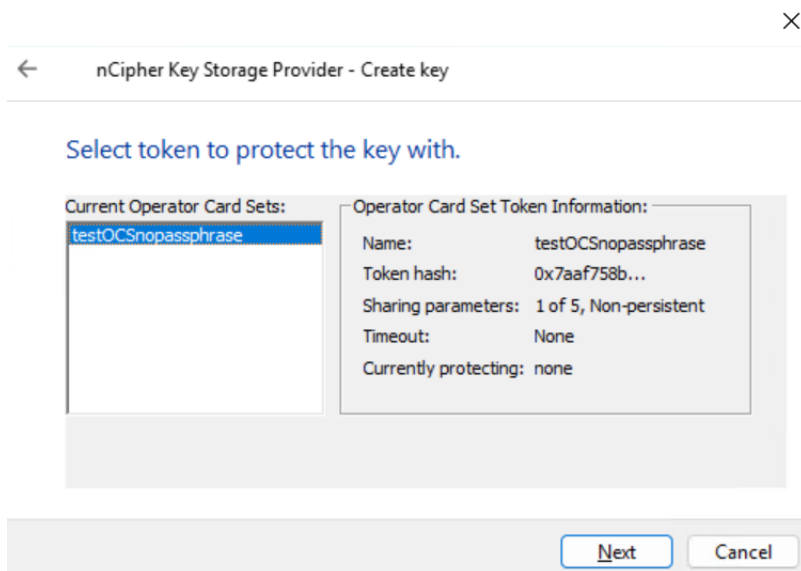 nCipher Key Storage Provider - Create key
Select token to protect the key with.
Current Operator Card Sets:
testOCSnopassphrase
Operator Card Set Token Information:
Name: testOCSnopassphrase
Token hash: 0x7aaf758b...
Sharing parameters: 1 of 5, Non-persistent
Timeout: None
Currently protecting: none
Next
Cancel